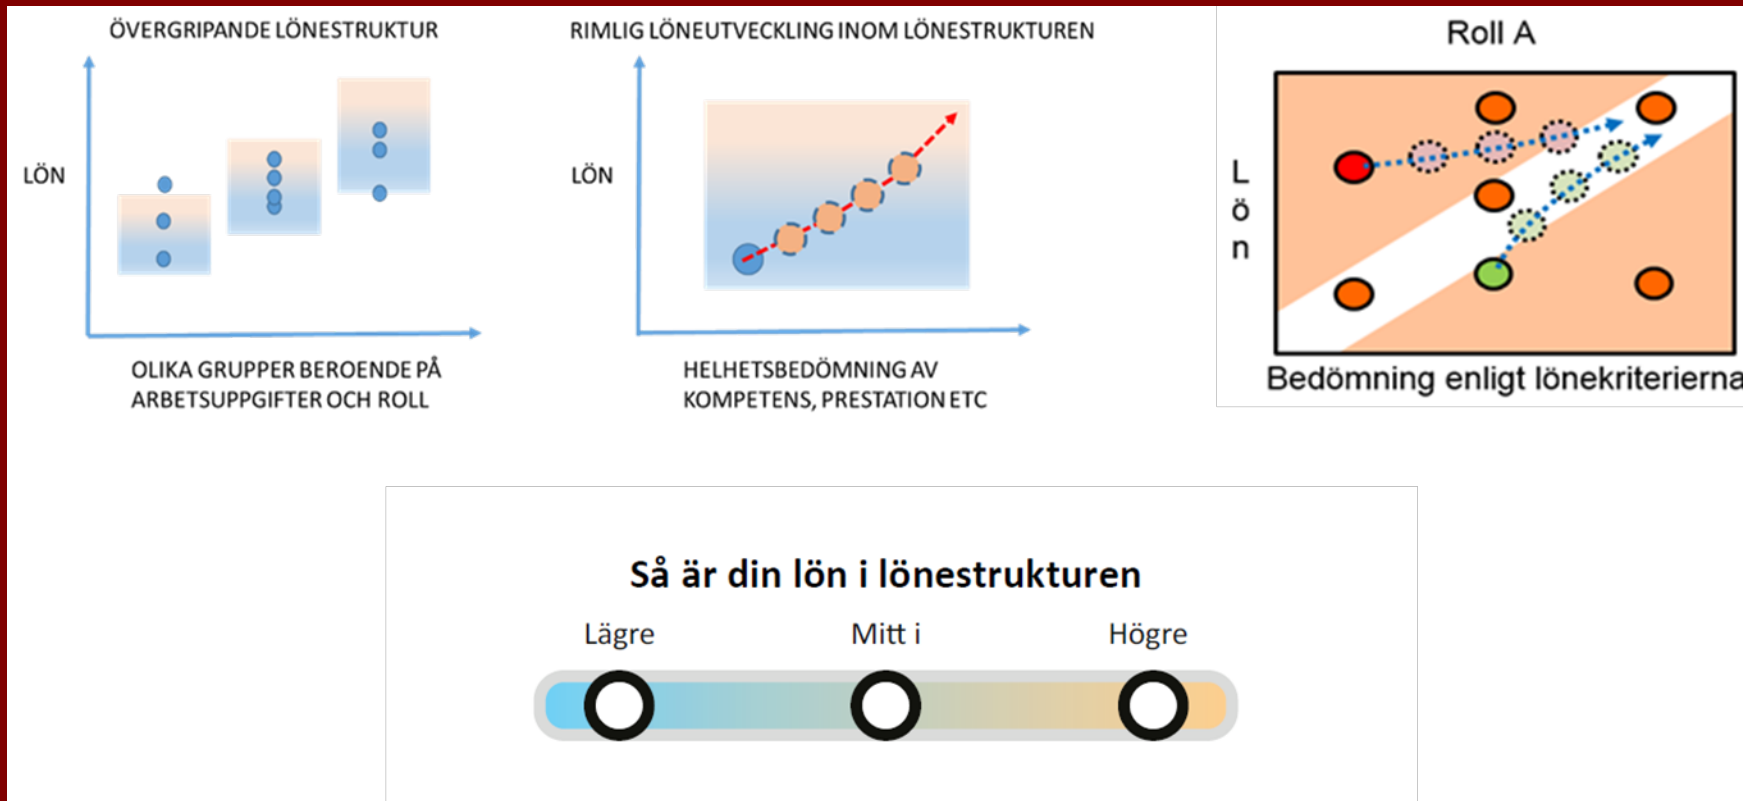 ÖVERGRIPANDE LÖNESTRUKTUR
LÖN
OLIKA GRUPPER BEROENDE PÅ
ARBETSUPPGIFTER OCH ROLL
RIMLIG LÖNEUTVECKLING INOM LÖNESTRUKTUREN
LÖN
HELHETSBEDÖMNING AV
KOMPETENS, PRESTATION ETC
Roll A
L
ö
n
Bedömning enligt lönekriterierna
Så är din lön i lönestrukturen
Lägre Mitt i Högre